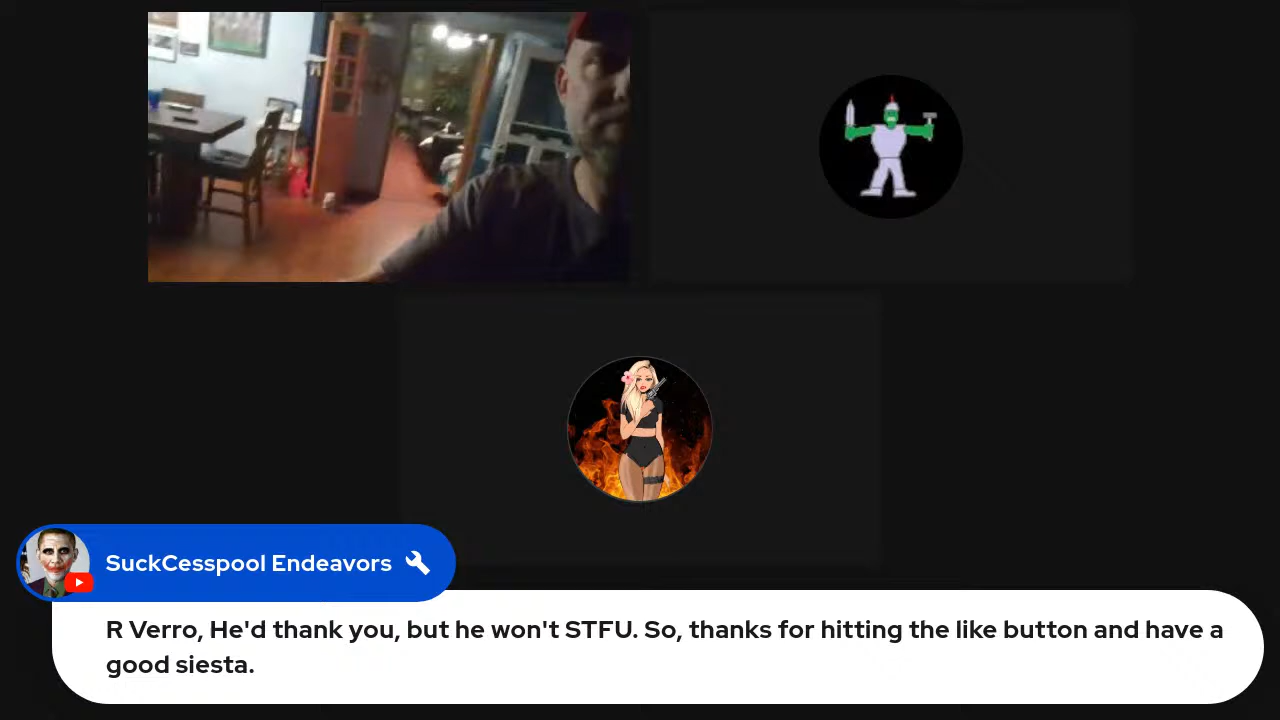 SuckCesspool Endeavors
R Verro, He'd thank you, but he won't STFU. So, thanks for hitting the like button and have a
good siesta.